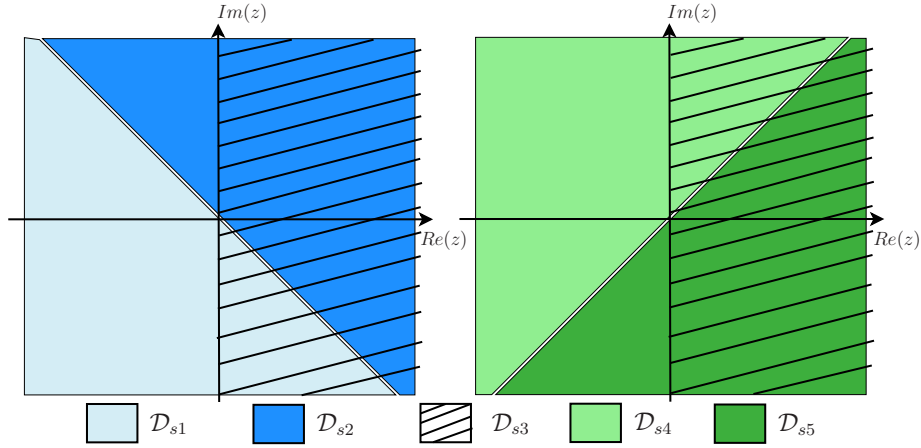 Im(z)
Im(z)
Re(z)
Re(z)
𝒟s1
𝒟s2
𝒟s3
𝒟s4
𝒟s5